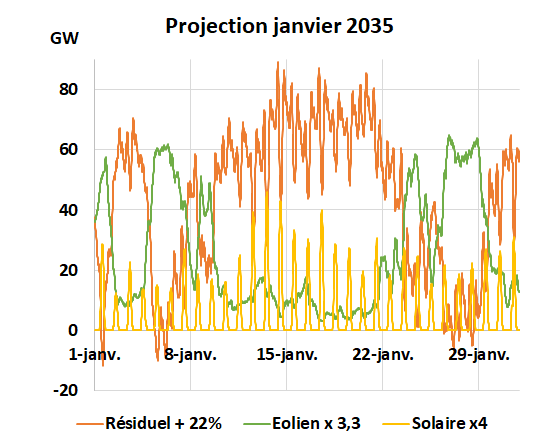 Projection janvier 2035
GW
80
60
40
20
0
-20
1-janv. 8-janv. 15-janv. 22-janv. 29-janv.
Résiduel + 22% Eolien x 3,3 Solaire x4